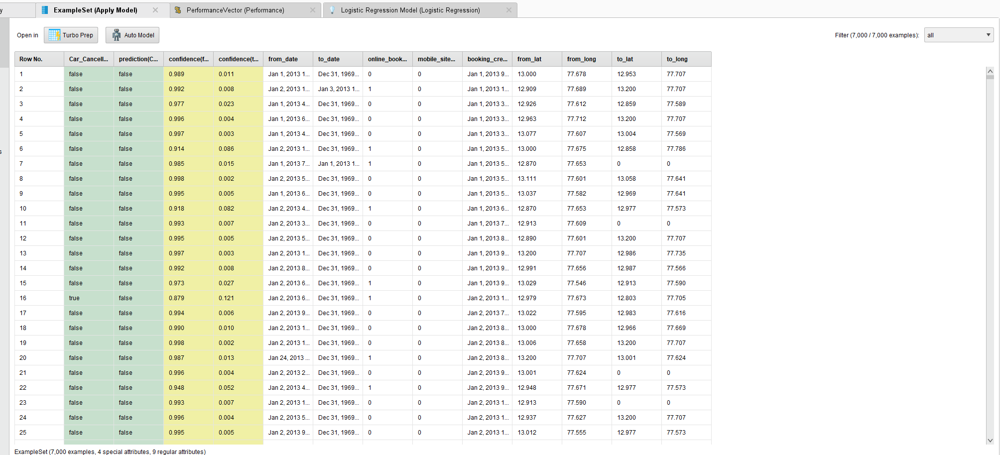 y ExampleSet (Apply Model) PerformanceVector (Performance) Logistic Regression Model (Logistic Regression)
Open in Turbo Prep Auto Model Filter (7,000 / 7,000 examples): all
Row No. Car_Cancell... prediction(C... confidence(f... confidence(t... from_date to_date online_book... mobile_site... booking_cre... from_lat from_long to_lat to_long
1 false false 0.989 0.011 Jan 1, 2013 1... Dec 31, 1969... 0 0 Jan 1, 2013 9... 13.000 77.678 12.953 77.707
2 false false 0.992 0.008 Jan 2, 2013 1... Jan 3, 2013 1... 1 0 Jan 1, 2013 1... 12.909 77.689 13.200 77.707
3 false false 0.977 0.023 Jan 1, 2013 4... Dec 31, 1969... 0 0 Jan 1, 2013 3... 12.926 77.612 12.859 77.589
4 false false 0.996 0.004 Jan 1, 2013 6... Dec 31, 1969... 0 0 Jan 1, 2013 3... 12.963 77.712 13.200 77.707
5 false false 0.997 0.003 Jan 1, 2013 4... Dec 31, 1969... 0 0 Jan 1, 2013 3... 13.077 77.607 13.004 77.569
s
6 false false 0.914 0.086 Jan 2, 2013 1... Dec 31, 1969... 1 0 Jan 1, 2013 5... 13.000 77.675 12.858 77.786
7 false false 0.985 0.015 Jan 1, 2013 7... Jan 1, 2013 1... 1 0 Jan 1, 2013 5... 12.870 77.653 0 0
8 false false 0.998 0.002 Jan 2, 2013 5... Dec 31, 1969... 0 0 Jan 1, 2013 5... 13.111 77.601 13.058 77.641
9 false false 0.995 0.005 Jan 1, 2013 6... Dec 31, 1969... 0 0 Jan 1, 2013 5... 13.037 77.582 12.969 77.641
10 false false 0.918 0.082 Jan 2, 2013 4... Dec 31, 1969... 1 0 Jan 1, 2013 6... 12.870 77.653 12.977 77.573
11 false false 0.993 0.007 Jan 2, 2013 3... Dec 31, 1969... 0 0 Jan 1, 2013 7... 12.913 77.609 0 0
12 false false 0.995 0.005 Jan 2, 2013 5... Dec 31, 1969... 0 0 Jan 1, 2013 8... 12.890 77.601 13.200 77.707
13 false false 0.997 0.003 Jan 2, 2013 1... Dec 31, 1969... 0 0 Jan 1, 2013 9... 13.200 77.707 12.986 77.735
14 false false 0.992 0.008 Jan 2, 2013 8... Dec 31, 1969... 0 0 Jan 1, 2013 9... 12.991 77.656 12.987 77.566
15 false false 0.973 0.027 Jan 2, 2013 6... Dec 31, 1969... 1 0 Jan 1, 2013 9... 13.029 77.546 12.913 77.590
16 true false 0.879 0.121 Jan 2, 2013 6... Dec 31, 1969... 1 0 Jan 2, 2013 1... 12.979 77.673 12.803 77.705
17 false false 0.994 0.006 Jan 2, 2013 9... Dec 31, 1969... 0 0 Jan 2, 2013 7... 13.022 77.595 12.983 77.616
18 false false 0.990 0.010 Jan 2, 2013 1... Dec 31, 1969... 0 0 Jan 2, 2013 8... 13.000 77.678 12.966 77.669
19 false false 0.998 0.002 Jan 2, 2013 1... Dec 31, 1969... 0 0 Jan 2, 2013 8... 13.006 77.658 13.200 77.707
20 false false 0.987 0.013 Jan 24, 2013 ... Dec 31, 1969... 1 0 Jan 2, 2013 8... 13.200 77.707 13.001 77.624
21 false false 0.996 0.004 Jan 2, 2013 2... Dec 31, 1969... 0 0 Jan 2, 2013 9... 13.001 77.624 0 0
22 false false 0.948 0.052 Jan 2, 2013 4... Dec 31, 1969... 1 0 Jan 2, 2013 9... 12.948 77.671 12.977 77.573
23 false false 0.993 0.007 Jan 2, 2013 1... Dec 31, 1969... 0 0 Jan 2, 2013 1... 12.913 77.590 0 0
24 false false 0.996 0.004 Jan 2, 2013 5... Dec 31, 1969... 0 0 Jan 2, 2013 1... 12.937 77.627 13.200 77.707
25 false false 0.995 0.005 Jan 2, 2013 9... Dec 31, 1969... 0 0 Jan 2, 2013 1... 13.012 77.555 12.977 77.573
ExampleSet (7,000 examples, 4 special attributes, 9 regular attributes)